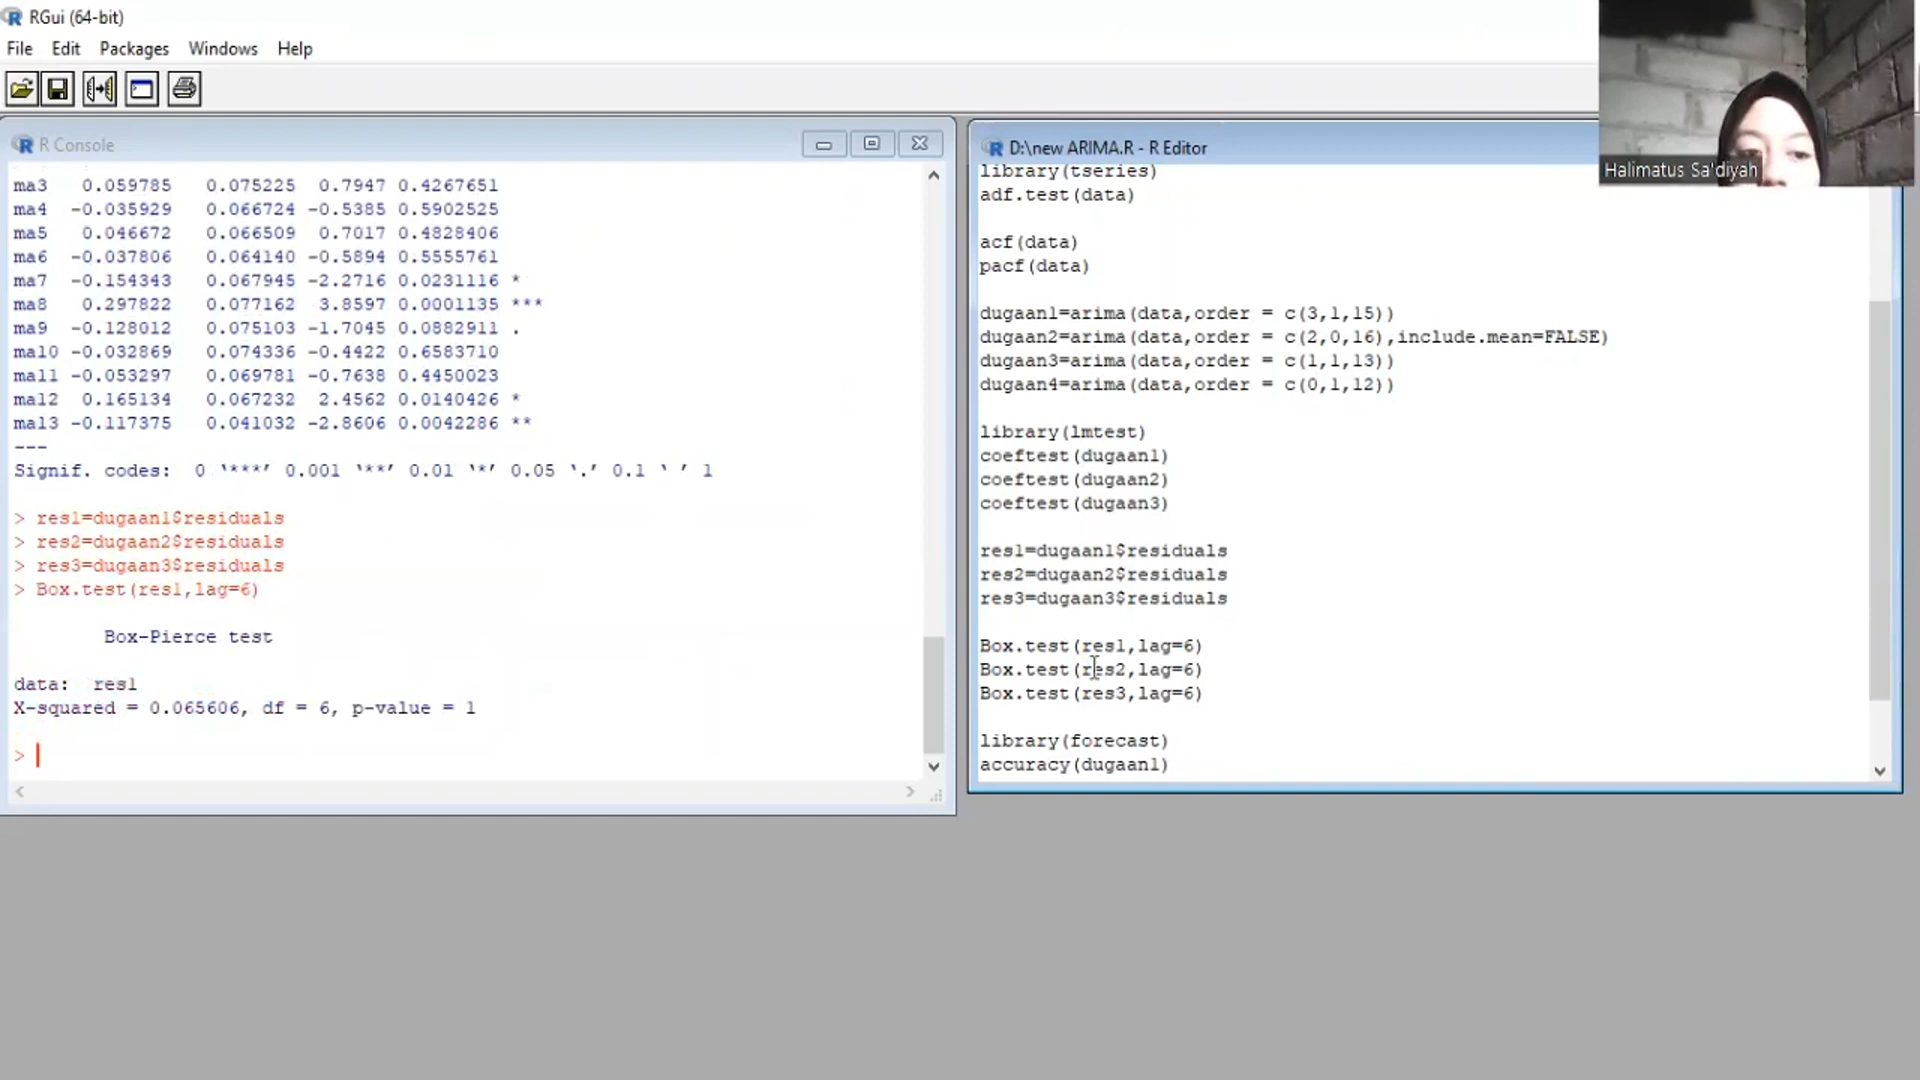 RGui (64-bit)
File Edit Packages Windows Help
R Console
ma3 0.059785 0.075225 0.7947 0.4267651
ma4 -0.035929 0.066724 -0.5385 0.5902525
ma5 0.046672 0.066509 0.7017 0.4828406
ma6 -0.037806 0.064140 -0.5894 0.5555761
ma7 -0.154343 0.067945 -2.2716 0.0231116 *
ma8 0.297822 0.077162 3.8597 0.0001135 ***
ma9 -0.128012 0.075103 -1.7045 0.0882911 .
ma10 -0.032869 0.074336 -0.4422 0.6583710
ma11 -0.053297 0.069781 -0.7638 0.4450023
ma12 0.165134 0.067232 2.4562 0.0140426 *
ma13 -0.117375 0.041032 -2.8606 0.0042286 **
---
Signif. codes: 0 ‘***’ 0.001 ‘**’ 0.01 ‘*’ 0.05 ‘.’ 0.1 ‘ ’ 1
> res1=dugaan1$residuals
> res2=dugaan2$residuals
> res3=dugaan3$residuals
> Box.test(res1,lag=6)
Box-Pierce test
data: res1
X-squared = 0.065606, df = 6, p-value = 1
>
D:\new ARIMA.R - R Editor
library(tseries)
adf.test(data)
acf(data)
pacf(data)
dugaan1=arima(data,order = c(3,1,15))
dugaan2=arima(data,order = c(2,0,16),include.mean=FALSE)
dugaan3=arima(data,order = c(1,1,13))
dugaan4=arima(data,order = c(0,1,12))
library(lmtest)
coeftest(dugaan1)
coeftest(dugaan2)
coeftest(dugaan3)
res1=dugaan1$residuals
res2=dugaan2$residuals
res3=dugaan3$residuals
Box.test(res1,lag=6)
Box.test(res2,lag=6)
Box.test(res3,lag=6)
library(forecast)
accuracy(dugaan1)
Halimatus Sa'diyah